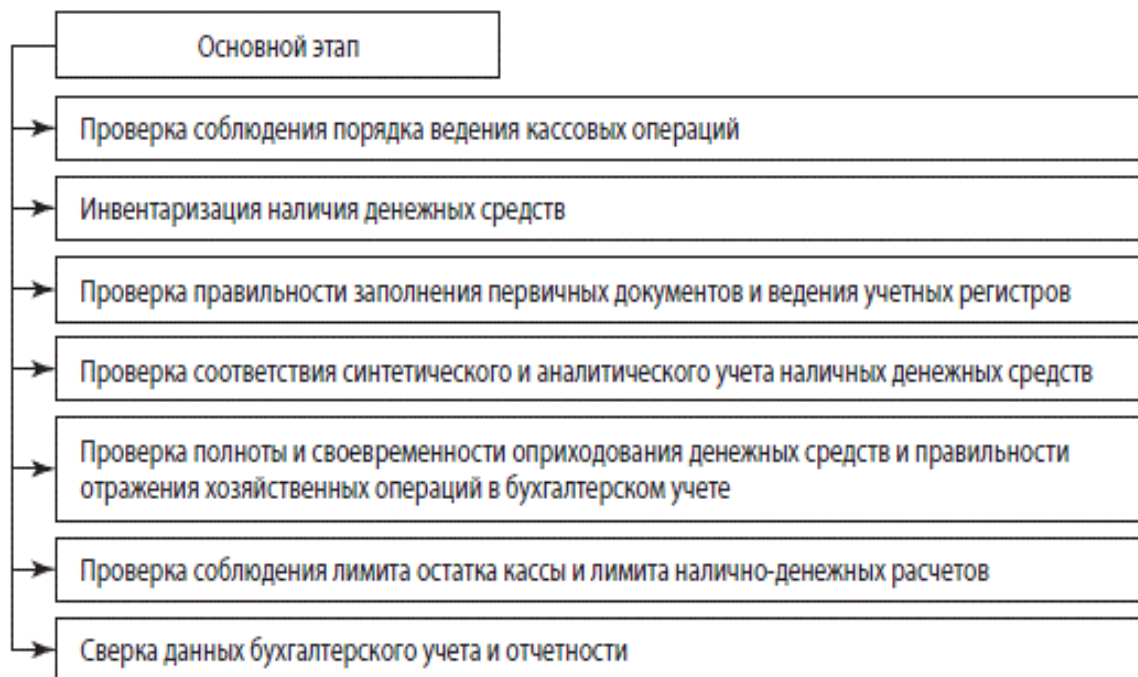 Основной этап
Проверка соблюдения порядка ведения кассовых операций
Инвентаризация наличия денежных средств
Проверка правильности заполнения первичных документов и ведения учетных регистров
Проверка соответствия синтетического и аналитического учета наличных денежных средств
Проверка полноты и своевременности оприходования денежных средств и правильности
отражения хозяйственных операций в бухгалтерском учете
Проверка соблюдения лимита остатка кассы и лимита налично-денежных расчетов
Сверка данных бухгалтерского учета и отчетности